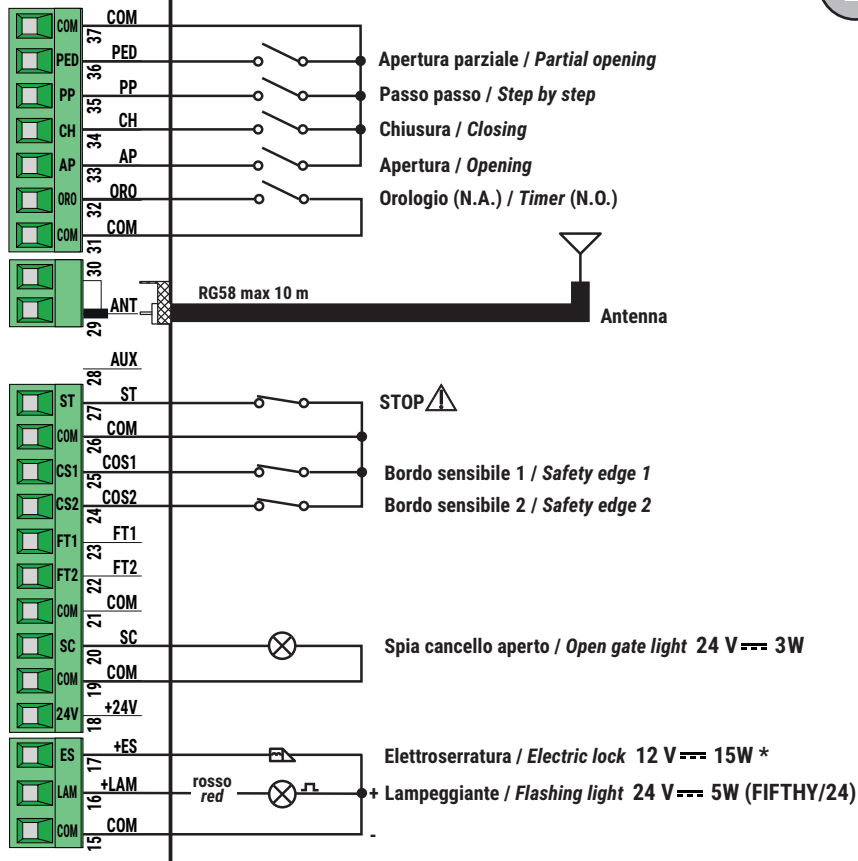 COM 37 COM
PED 36 PED Apertura parziale / Partial opening
PP 35 PP Passo passo / Step by step
CH 34 CH Chiusura / Closing
AP 33 AP Apertura / Opening
ORO 32 ORO Orologio (N.A.) / Timer (N.O.)
COM 31 COM
30
RG58 max 10 m
29 ANT Antenna
28 AUX
ST 27 ST STOP
COM 26 COM
CS1 25 COS1 Bordo sensibile 1 / Safety edge 1
CS2 24 COS2 Bordo sensibile 2 / Safety edge 2
FT1 23 FT1
FT2 22 FT2
COM 21 COM
SC 20 SC Spia cancello aperto / Open gate light 24 V 3W
COM 19 COM
24V 18 +24V
ES 17 +ES Elettroserratura / Electric lock 12 V 15W *
LAM 16 +LAM rosso + Lampeggiante / Flashing light 24 V 5W (FIFTHY/24)
red
COM 15 COM -